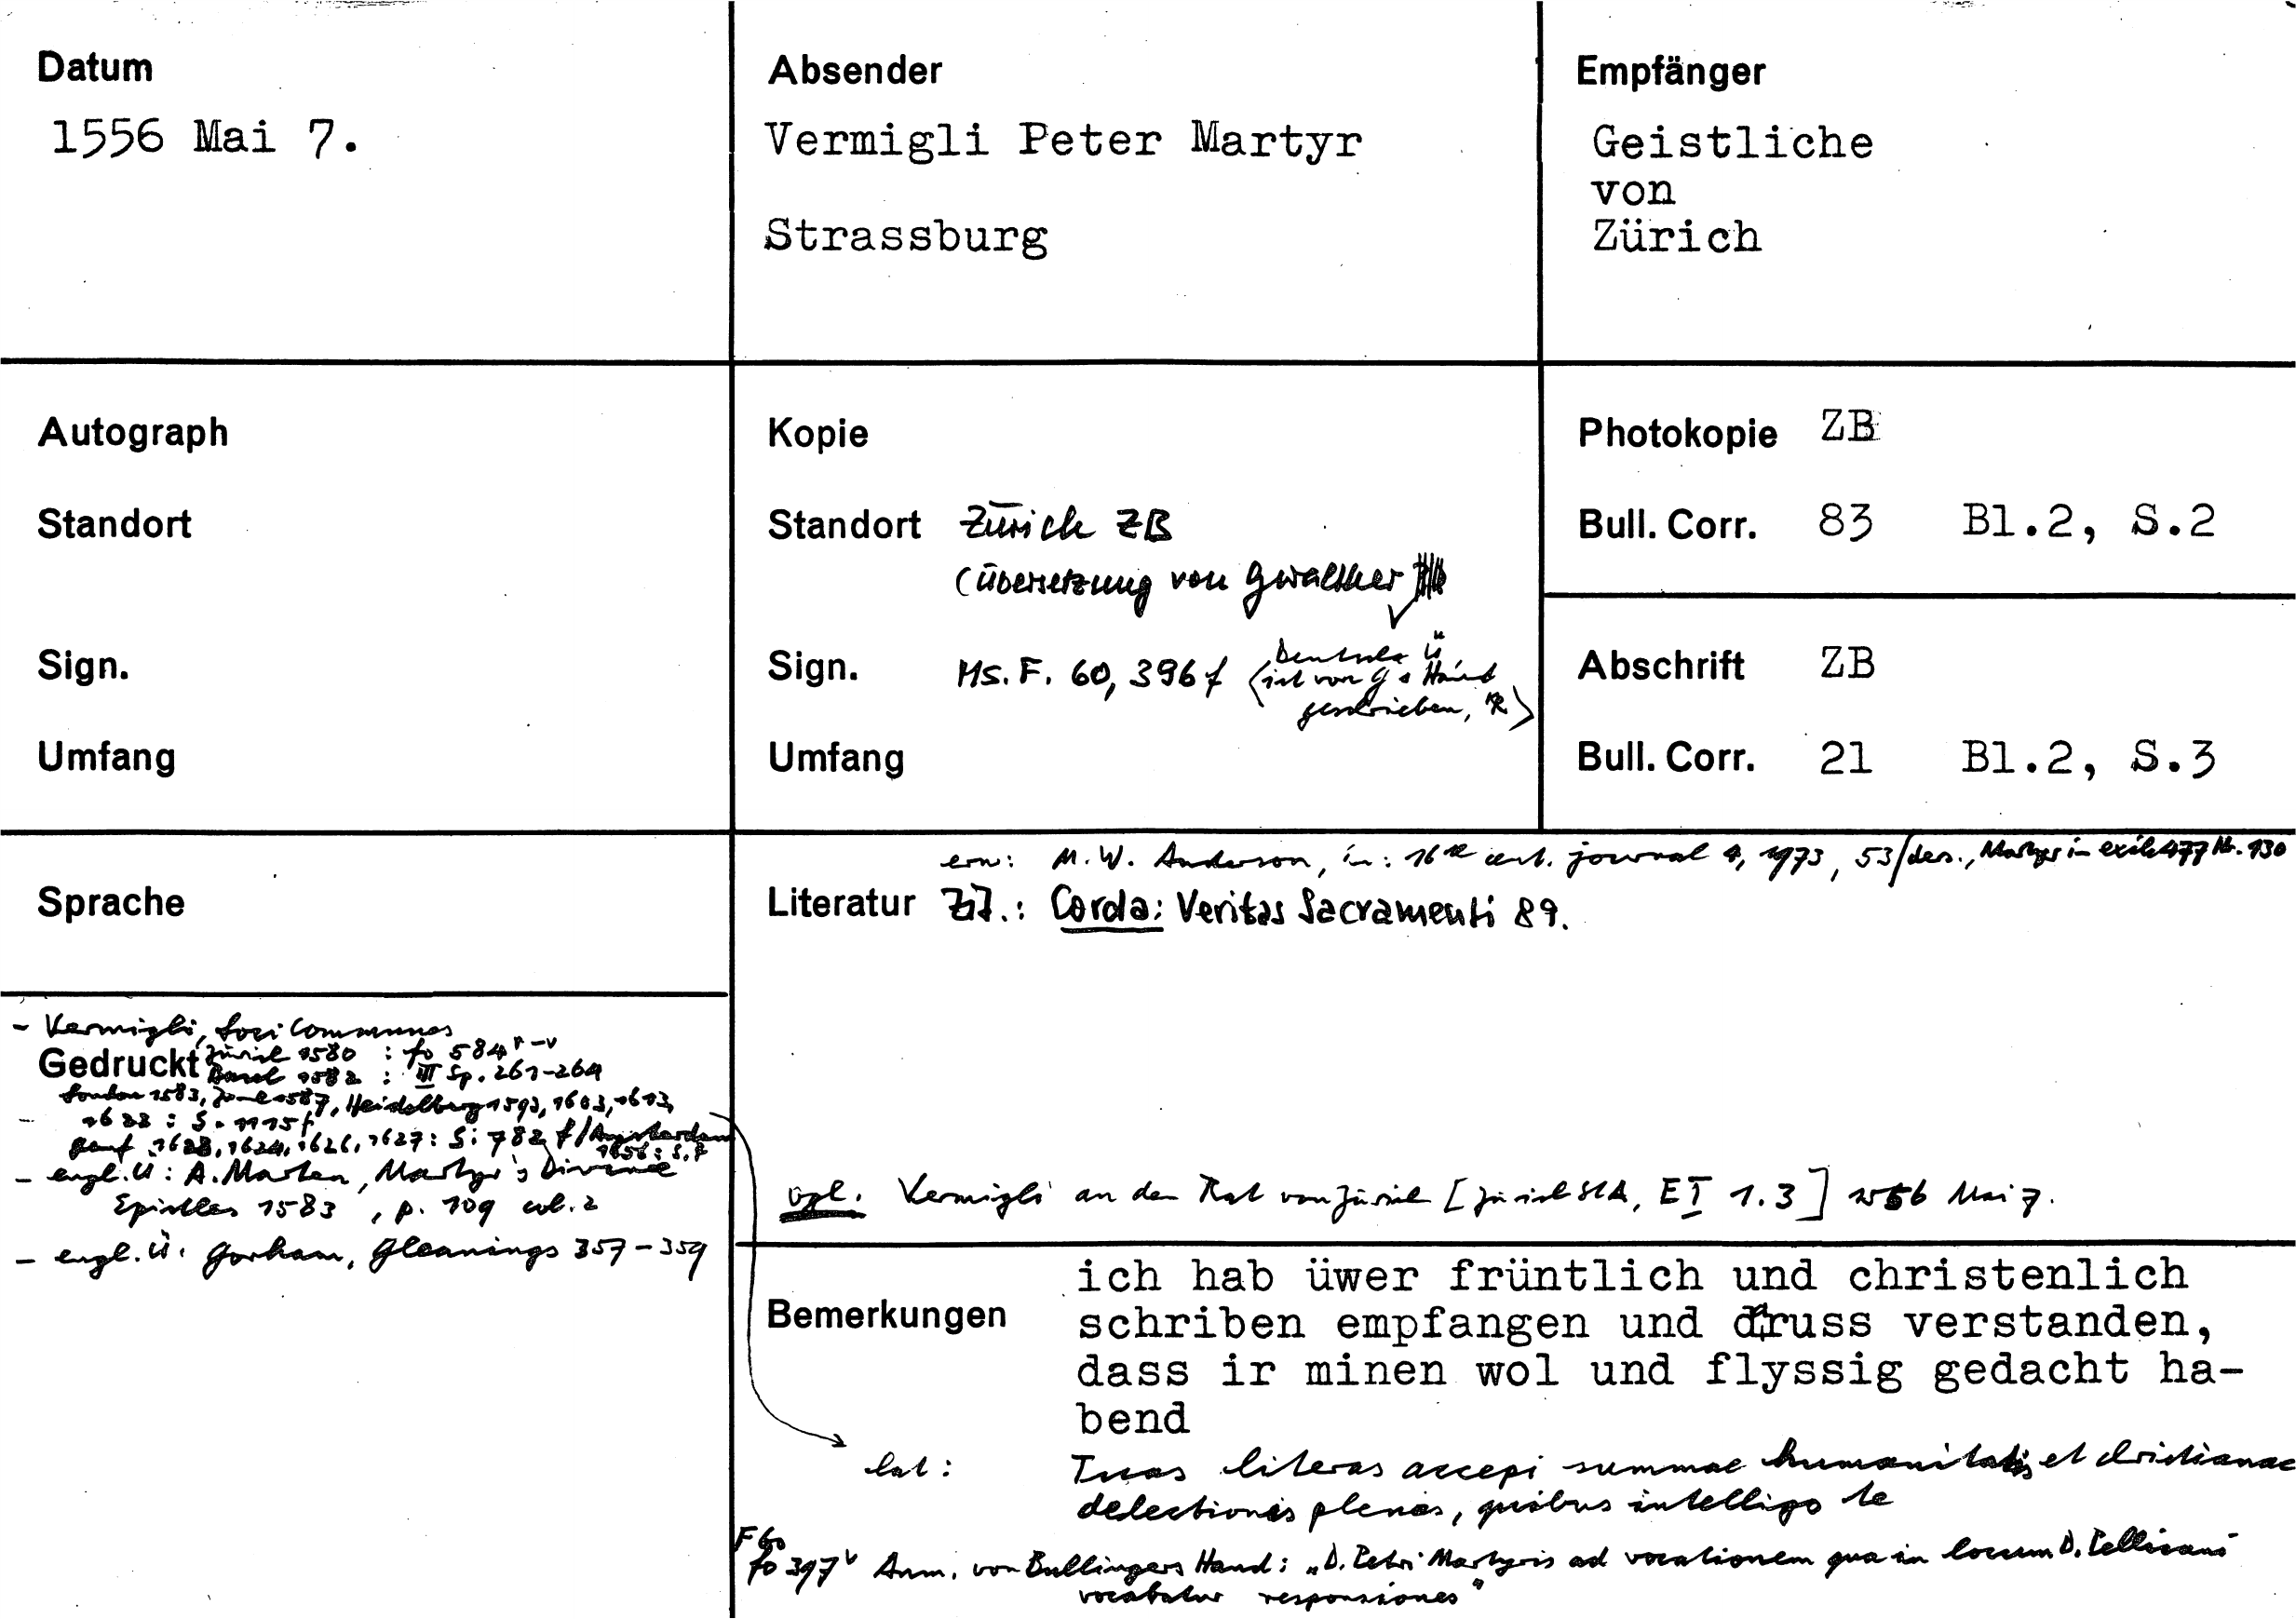 Datum
1556 Mai 7.
Absender
Vermigli Peter Martyr
Strassburg
Empfänger
Geistliche
von
Zürich
Autograph
Standort
Sign.
Umfang
Kopie
Standort Zürich ZB
(Übersetzung von Gwalther
Sign. Ms. F. 60, 396 f (Deutsche Ü
ist von G s Hand
geschrieben, )
Umfang
Photokopie ZB
Bull. Corr. 83 Bl.2, S.2
Abschrift ZB
Bull. Corr. 21 Bl.2, S.3
Sprache
erw: M. W. Anderson, in: 16th cent. journal 4, 1973, 53/ders., Martyr in exile 477 Nr. 130
Literatur Zit.: Corda: Veritas Sacramenti 89.
vgl. Vermigli an den Rat von Zürich [Zürich StA, E I 1.3] 1556 Mai 7.
- Vermigli, Loci Communes
Gedruckt Zürich 1580 : fo 584 r-v
Basel 1582 : III Sp. 261-264
London 1583, Zürich 1587, Heidelberg 1593, 1603, 1613,
1622 : S. 1115 f
Genf 1623, 1624, 1626, 1627: S. 782 f/Amsterdam
1656: S.
- engl. Ü: A. Marten, Martyr's Divine
Epistles 1583, p. 109 col. 2
- engl. Ü. Gorham, Gleanings 357-359
Bemerkungen
ich hab üwer früntlich und christenlich
schriben empfangen und druss verstanden,
dass ir minen wol und flyssig gedacht ha-
bend
lat: Tuas literas accepi summae humanitatis et christianae
delectionis plenas, quibus intelligo te
F 60
fo 397v Anm. von Bullingers Hand: „D. Petri Martyris ad vocationem qua in locum D. Pellicani
vocabatur responsiones"